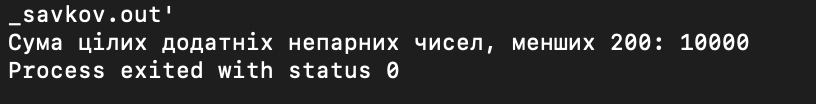 _savkov.out'
Сума цілих додатніх непарних чисел, менших 200: 10000
Process exited with status 0